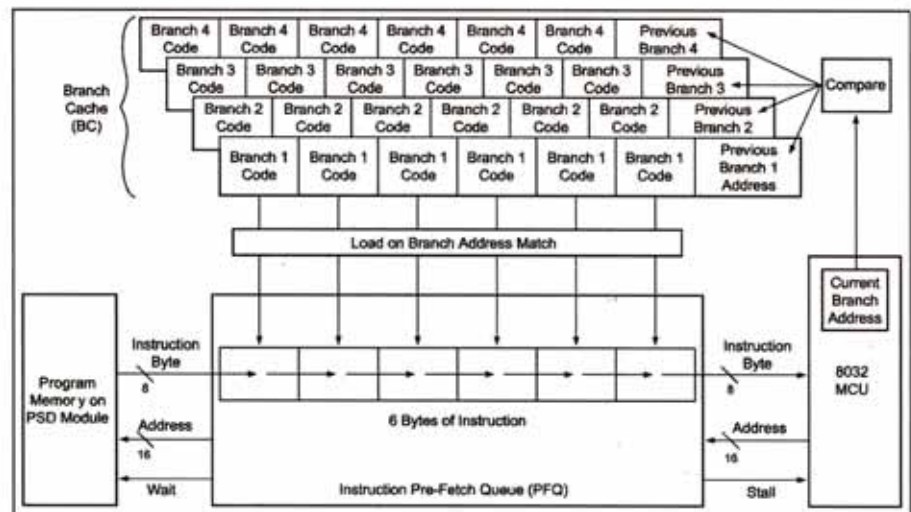 Branch 4 Branch 4 Branch 4 Branch 4 Branch 4 Branch 4 Previous
Code Code Code Code Code Code Branch 4
Branch 3 Branch 3 Branch 3 Branch 3 Branch 3 Branch 3 Previous
Code Code Code Code Code Code Branch 3
Branch 2 Branch 2 Branch 2 Branch 2 Branch 2 Branch 2 Previous
Code Code Code Code Code Code Branch 2
Branch 1 Branch 1 Branch 1 Branch 1 Branch 1 Branch 1 Previous
Code Code Code Code Code Code Branch 1
Address
Branch
Cache
(BC)
Compare
Load on Branch Address Match
Current
Branch
Address
8032
MCU
Program
Memory on
PSD Module
Instruction
Byte
8
Address
16
Wait
6 Bytes of Instruction
Instruction Pre-Fetch Queue (PFQ)
Instruction
Byte
8
Address
16
Stall